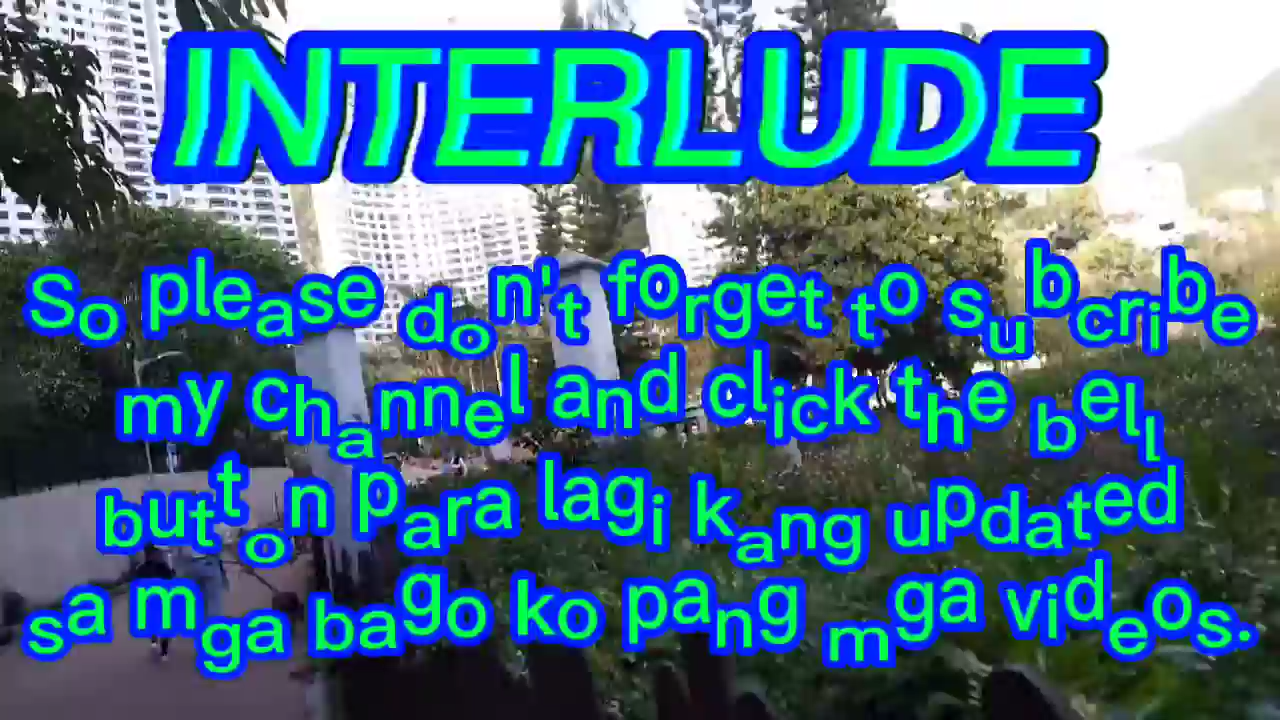 INTERLUDE
So please don't forget to subcribe
my channel and click the bell
button para lagi kang updated
sa mga bago ko pang mga videos.